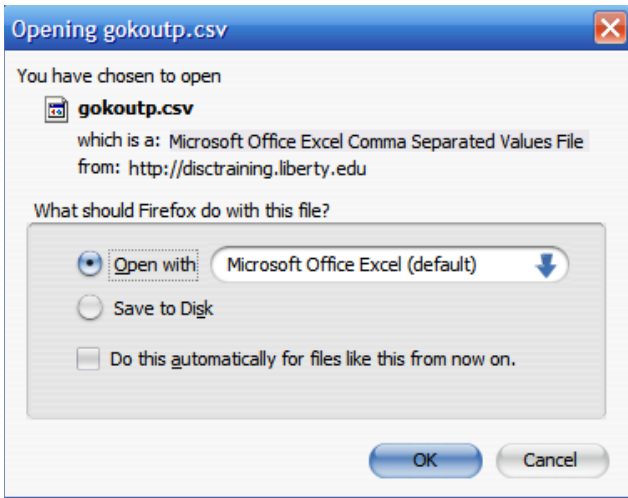 Opening gokoutp.csv
You have chosen to open
gokoutp.csv
which is a: Microsoft Office Excel Comma Separated Values File
from: http://disctraining.liberty.edu
What should Firefox do with this file?
Open with Microsoft Office Excel (default)
Save to Disk
Do this automatically for files like this from now on.
OK Cancel